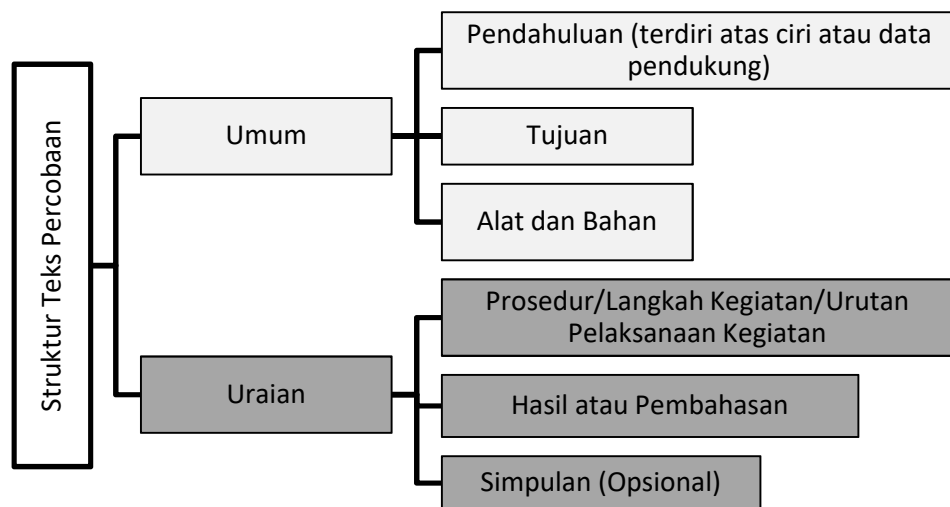 Struktur Teks Percobaan
Umum
Pendahuluan (terdiri atas ciri atau data
pendukung)
Tujuan
Alat dan Bahan
Uraian
Prosedur/Langkah Kegiatan/Urutan
Pelaksanaan Kegiatan
Hasil atau Pembahasan
Simpulan (Opsional)